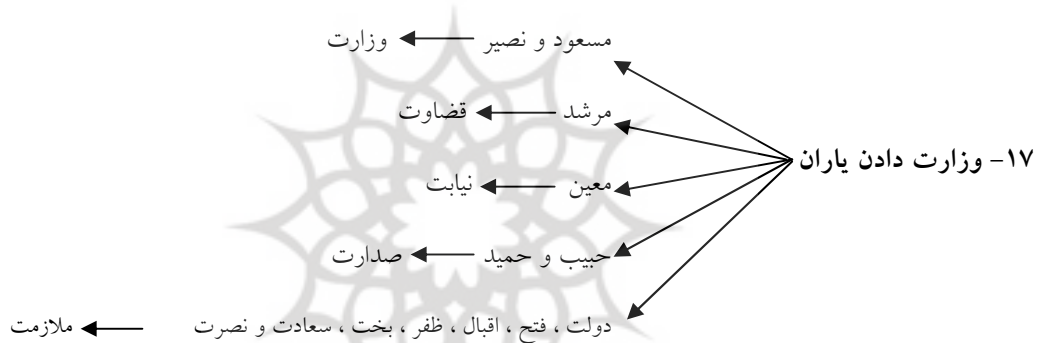 مسعود و نصیر ← وزارت
مرشد ← قضاوت
۱۷- وزارت دادن یاران
معین ← نیابت
حبیب و حمید ← صدارت
دولت ، فتح ، اقبال ، ظفر ، بخت ، سعادت و نصرت ← ملازمت